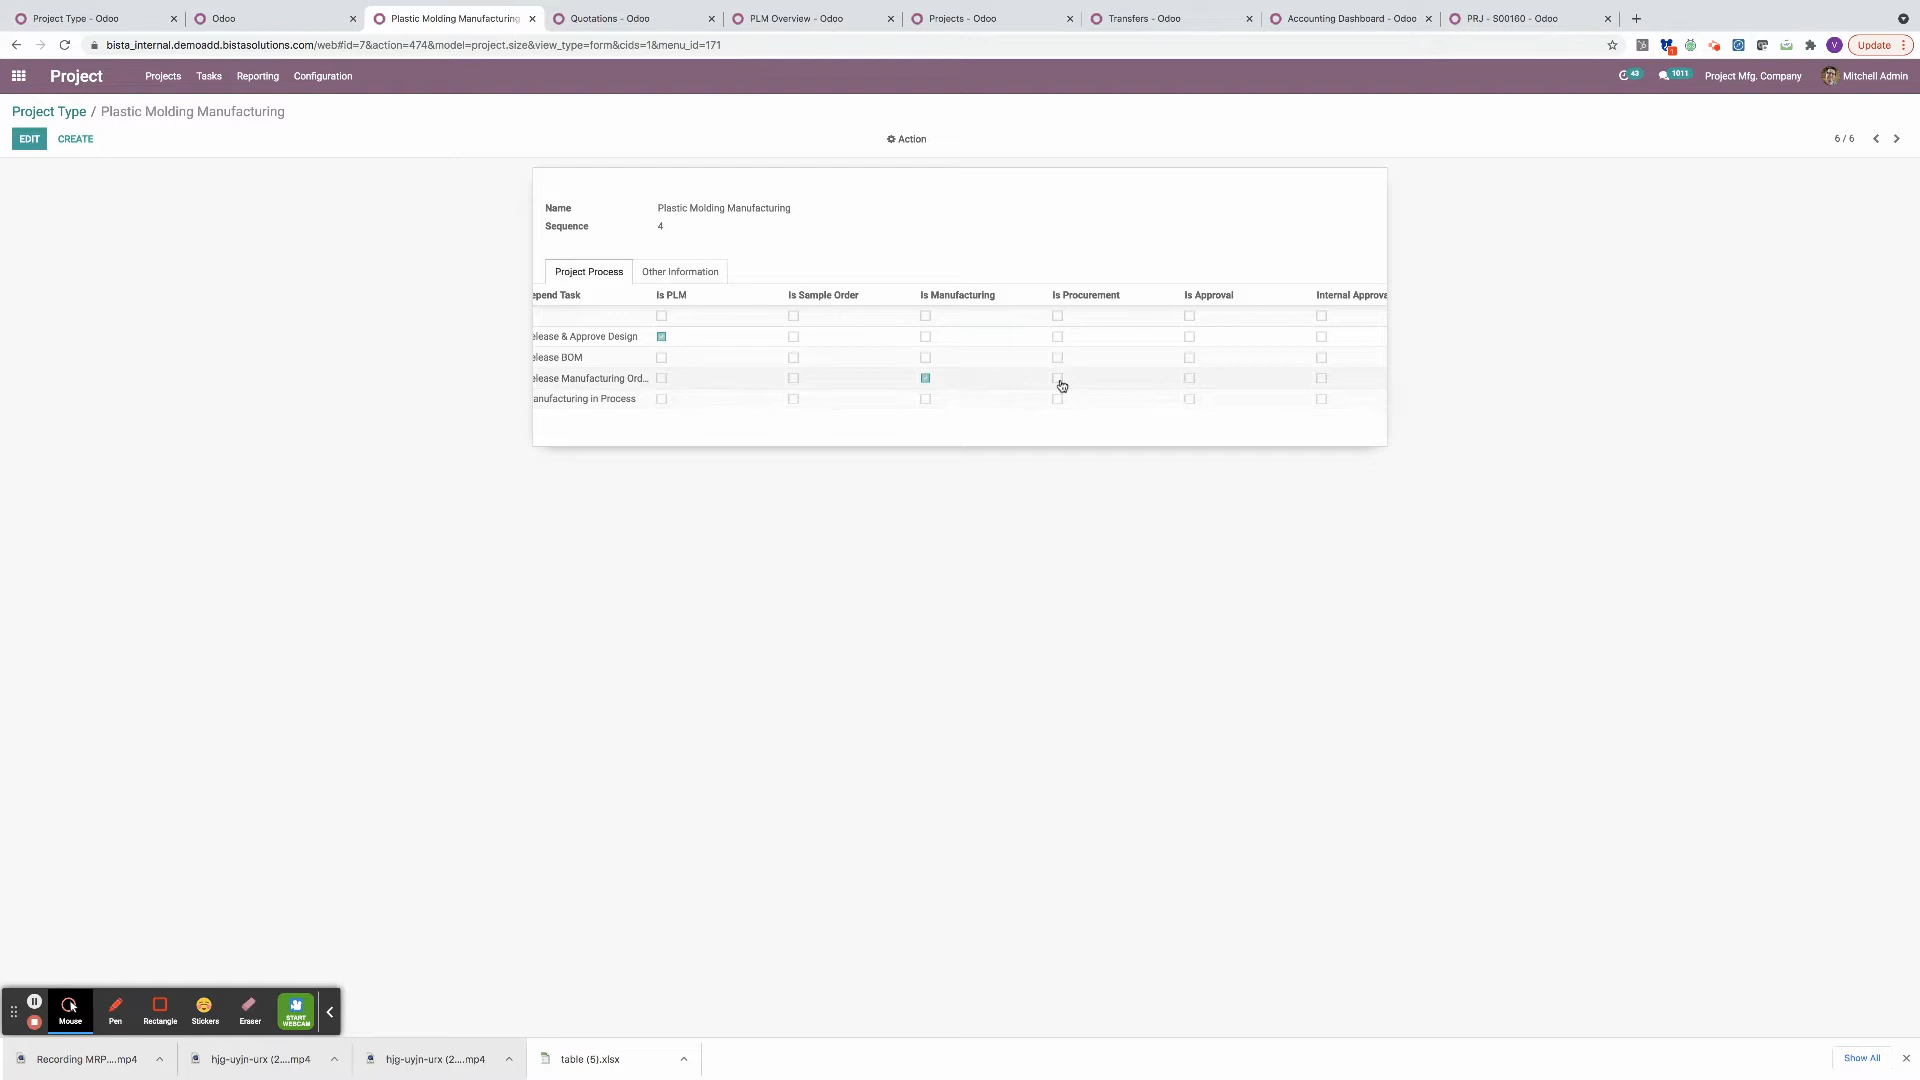 Project Type - Odoo
Odoo
Plastic Molding Manufacturing
Quotations - Odoo
PLM Overview - Odoo
Projects - Odoo
Transfers - Odoo
Accounting Dashboard - Odoo
PRJ - S00160 - Odoo
bista_internal.demoadd.bistasolutions.com/web#id=7&action=474&model=project.size&view_type=form&cids=1&menu_id=171
1
V
Update
Project
Projects
Tasks
Reporting
Configuration
43
1011
Project Mfg. Company
Mitchell Admin
Project Type / Plastic Molding Manufacturing
EDIT
CREATE
Action
6 / 6
Name Plastic Molding Manufacturing
Sequence 4
Project Process
Other Information
epend Task Is PLM Is Sample Order Is Manufacturing Is Procurement Is Approval Internal Approva
elease & Approve Design
elease BOM
elease Manufacturing Ord...
anufacturing in Process
Mouse
Pen
Rectangle
Stickers
Eraser
START
WEBCAM
Recording MRP....mp4
hjg-uyjn-urx (2....mp4
hjg-uyjn-urx (2....mp4
table (5).xlsx
Show All